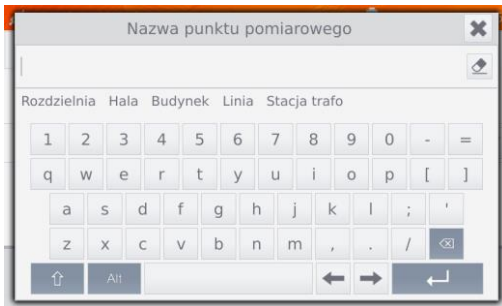 Nazwa punktu pomiarowego
Rozdzielnia Hala Budynek Linia Stacja trafo
1 2 3 4 5 6 7 8 9 0 - =
q w e r t y u i o p [ ]
a s d f g h j k l ; '
z x c v b n m , . /
Alt